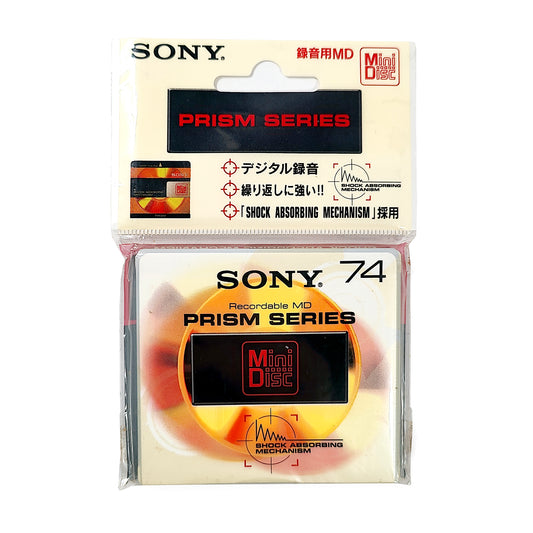 SONY®
録音用MD
Mini Disc
PRISM SERIES
デジタル録音
繰り返しに強い!!
「SHOCK ABSORBING MECHANISM」採用
SHOCK ABSORBING
MECHANISM
SONY®
74
Recordable MD
PRISM SERIES
Mini
Disc
SHOCK ABSORBING
MECHANISM